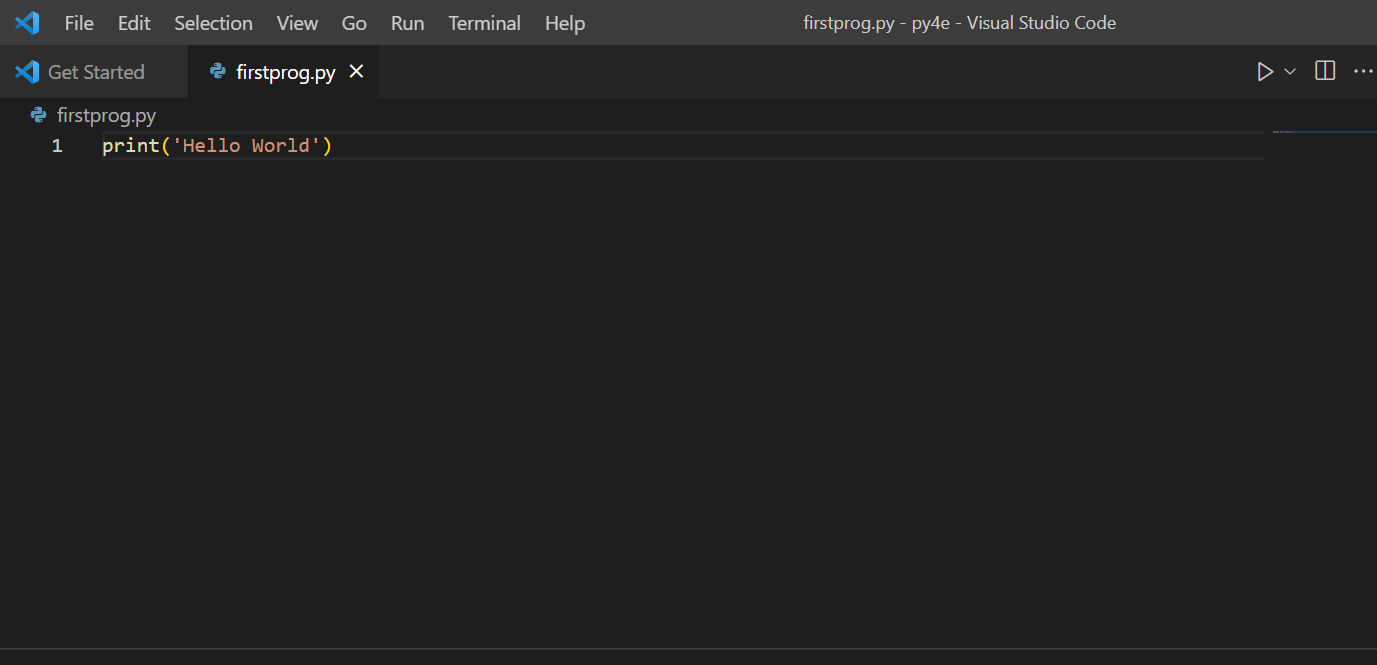 File Edit Selection View Go Run Terminal Help firstprog.py - py4e - Visual Studio Code
Get Started firstprog.py
firstprog.py
1 print('Hello World')